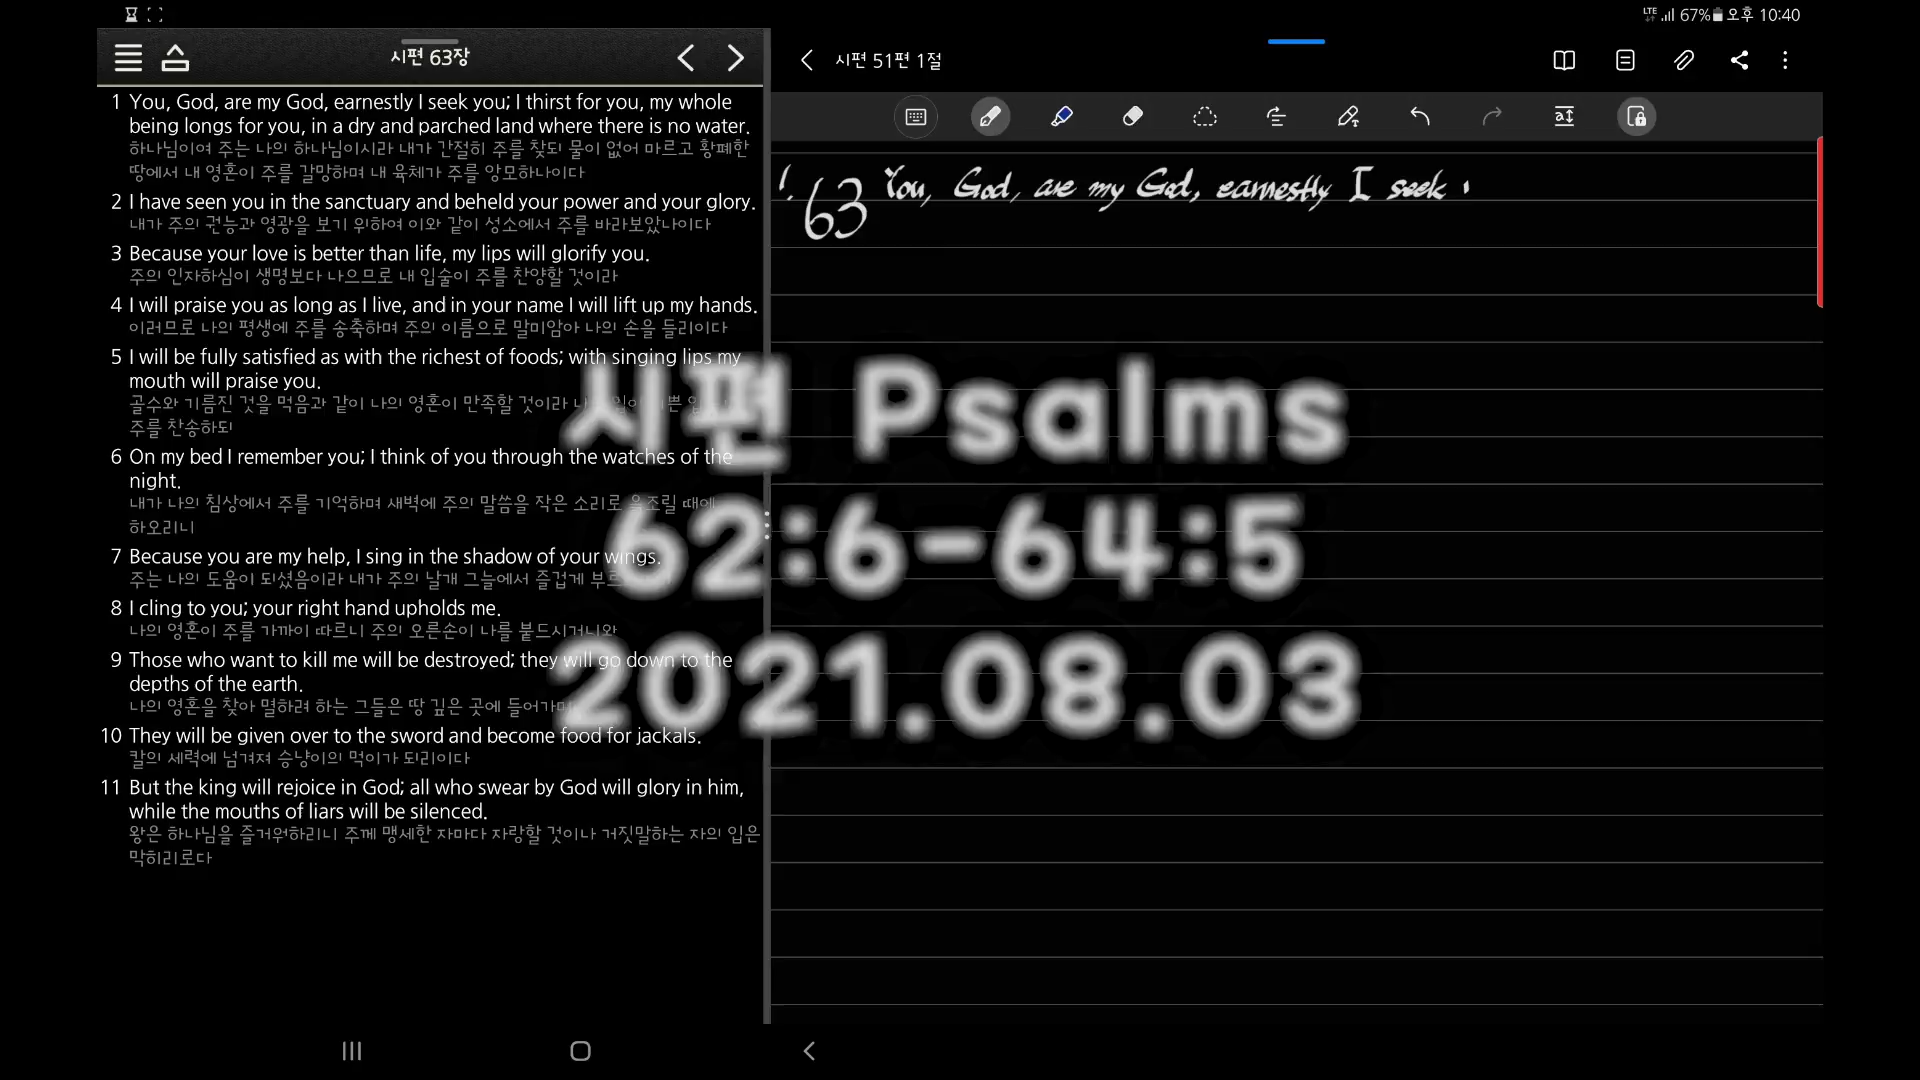 LTE 67% 오후 10:40
시편 63장
1 You, God, are my God, earnestly I seek you; I thirst for you, my whole
being longs for you, in a dry and parched land where there is no water.
하나님이여 주는 나의 하나님이시라 내가 간절히 주를 찾되 물이 없어 마르고 황폐한
땅에서 내 영혼이 주를 갈망하며 내 육체가 주를 앙모하나이다
2 I have seen you in the sanctuary and beheld your power and your glory.
내가 주의 권능과 영광을 보기 위하여 이와 같이 성소에서 주를 바라보았나이다
3 Because your love is better than life, my lips will glorify you.
주의 인자하심이 생명보다 나으므로 내 입술이 주를 찬양할 것이라
4 I will praise you as long as I live, and in your name I will lift up my hands.
이러므로 나의 평생에 주를 송축하며 주의 이름으로 말미암아 나의 손을 들리이다
5 I will be fully satisfied as with the richest of foods; with singing lips my
mouth will praise you.
골수와 기름진 것을 먹음과 같이 나의 영혼이 만족할 것이라
주를 찬송하되
6 On my bed I remember you; I think of you through the watches of the
night.
내가 나의 침상에서 주를 기억하며 새벽에 주의 말씀을 작은 소리로 읊조릴 때에
하오리니
7 Because you are my help, I sing in the shadow of your wings.
주는 나의 도움이 되셨음이라 내가 주의 날개 그늘에서 즐겁게
8 I cling to you; your right hand upholds me.
나의 영혼이 주를 가까이 따르니 주의 오른손이 나를 붙드시거니와
9 Those who want to kill me will be destroyed; they will go down to the
depths of the earth.
나의 영혼을 찾아 멸하려 하는 그들은 땅 깊은 곳에 들어가며
10 They will be given over to the sword and become food for jackals.
칼의 세력에 넘겨져 승냥이의 먹이가 되리이다
11 But the king will rejoice in God; all who swear by God will glory in him,
while the mouths of liars will be silenced.
왕은 하나님을 즐거워하리니 주께 맹세한 자마다 자랑할 것이나 거짓말하는 자의 입은
막히리로다
시편 51편 1절
1. 63 You, God, are my God, earnestly I seek
시편 Psalms
62:6-64:5
2021.08.03